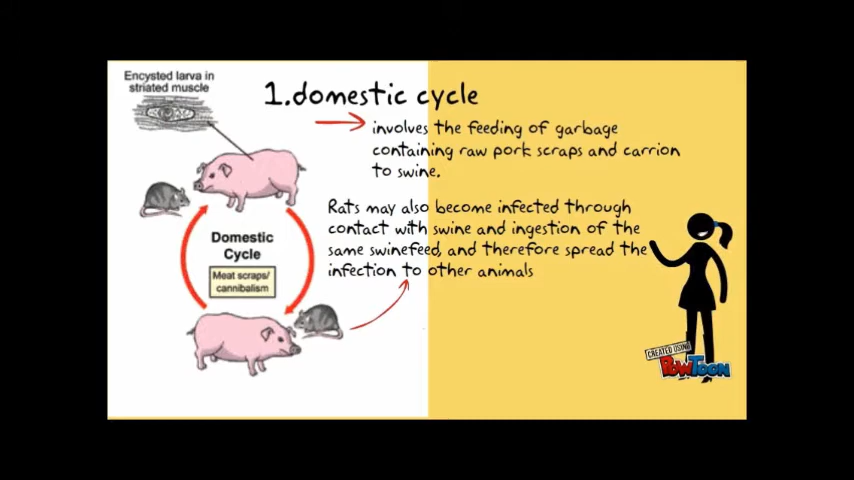 Encysted larva in
striated muscle
1.domestic cycle
involves the feeding of garbage
containing raw pork scraps and carrion
to swine.
Rats may also become infected through
contact with swine and ingestion of the
same swinefeed, and therefore spread the
infection to other animals
Domestic
Cycle
Meat scraps/
cannibalism
CREATED USING
POWTOON